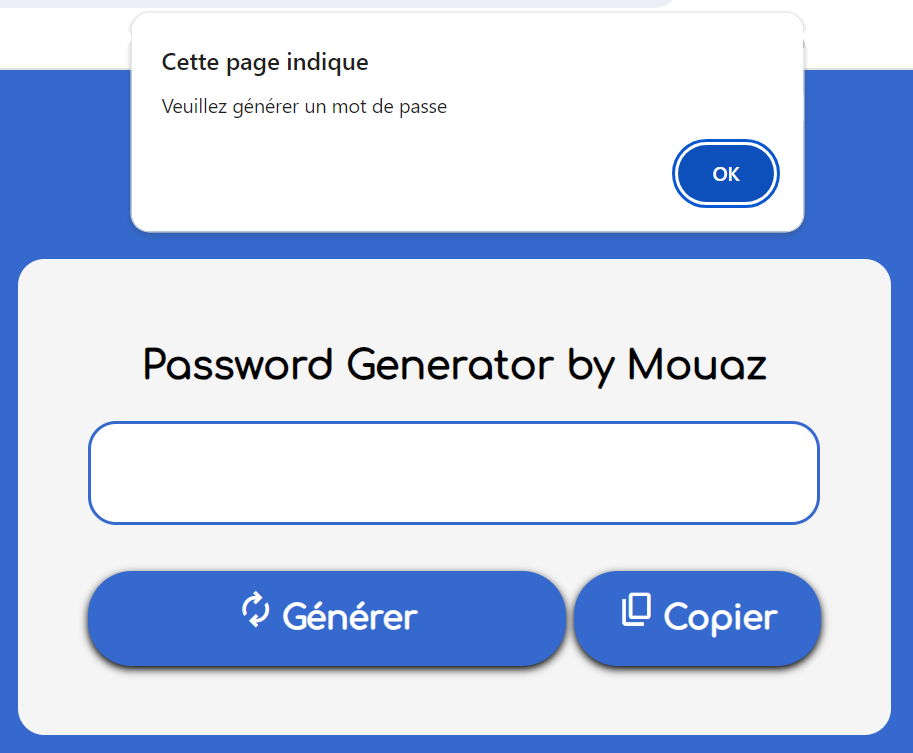 Cette page indique
Veuillez générer un mot de passe
OK
Password Generator by Mouaz
Générer
Copier